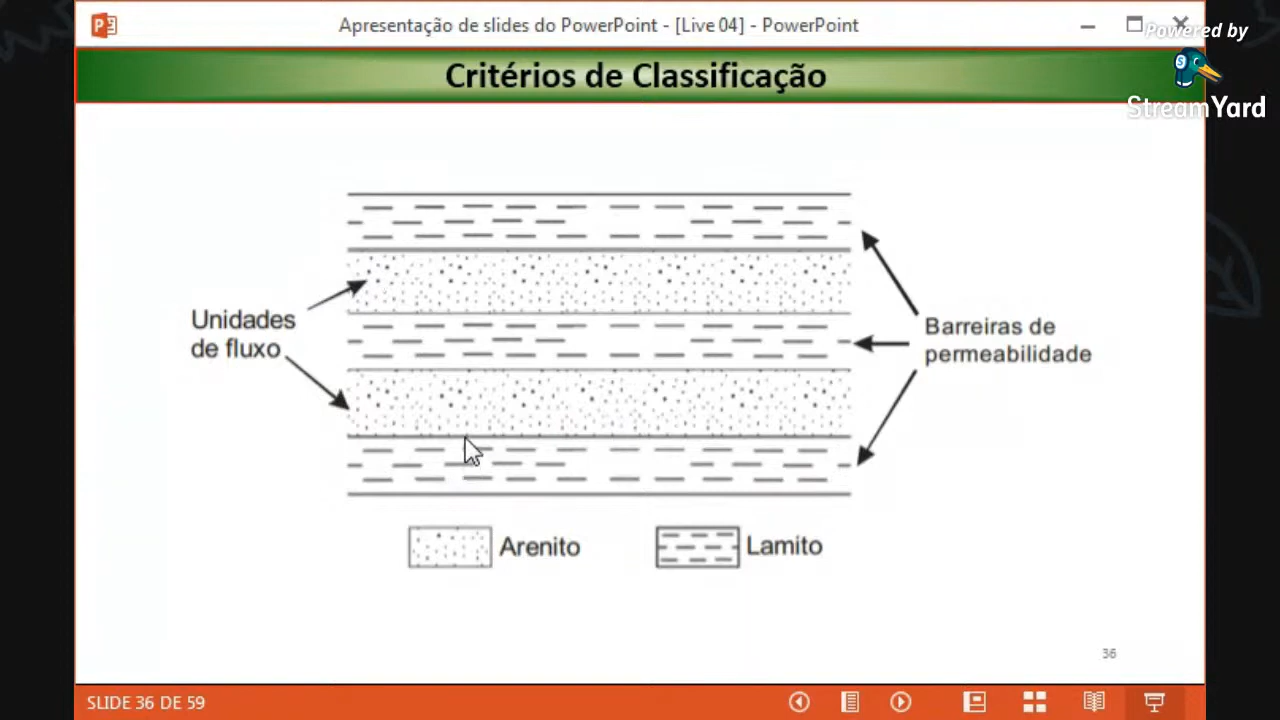 Apresentação de slides do PowerPoint - [Live 04] - PowerPoint
Powered by
StreamYard
Critérios de Classificação
Unidades
de fluxo
Barreiras de
permeabilidade
Arenito
Lamito
36
SLIDE 36 DE 59